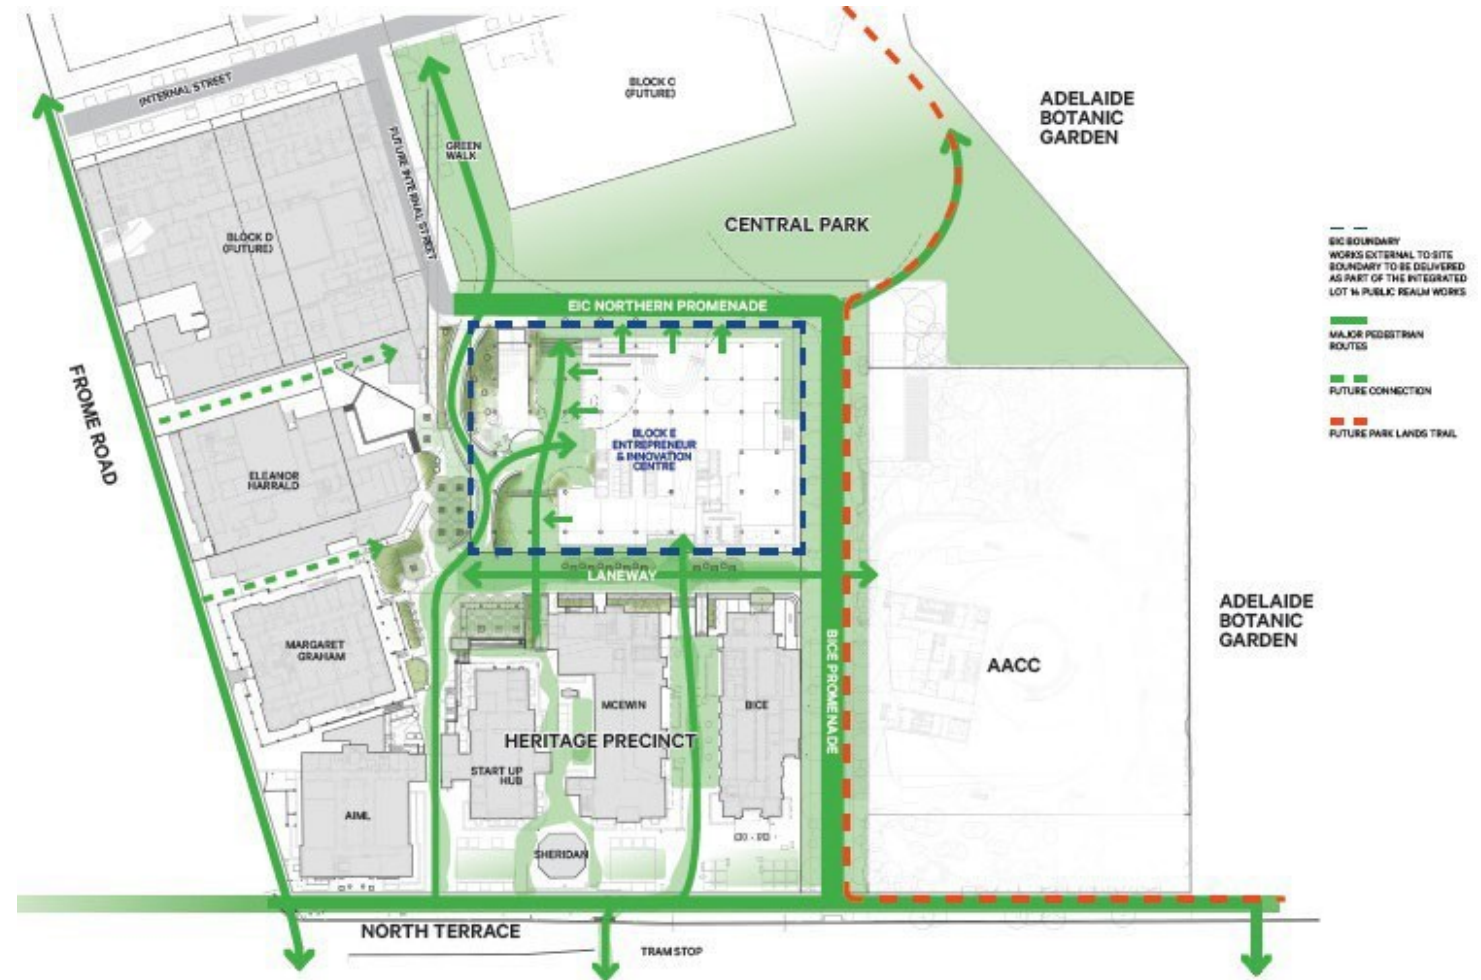 INTERNAL STREET
BLOCK C
(FUTURE)
ADELAIDE
BOTANIC
GARDEN
FUTURE INTERNAL STREET
GREEN
WALK
BLOCK D
(FUTURE)
CENTRAL PARK
EIC BOUNDARY
WORKS EXTERNAL TO SITE
BOUNDARY TO BE DELIVERED
AS PART OF THE INTEGRATED
LOT 14 PUBLIC REALM WORKS
MAJOR PEDESTRIAN
ROUTES
FUTURE CONNECTION
FUTURE PARK LANDS TRAIL
EIC NORTHERN PROMENADE
FROME ROAD
BLOCK E
ENTREPRENEUR
& INNOVATION
CENTRE
ELEANOR
HARRALD
LANEWAY
ADELAIDE
BOTANIC
GARDEN
MARGARET
GRAHAM
BICE PROMENADE
AACC
MCEWIN
BICE
HERITAGE PRECINCT
START UP
HUB
AIML
SHERIDAN
NORTH TERRACE
TRAM STOP